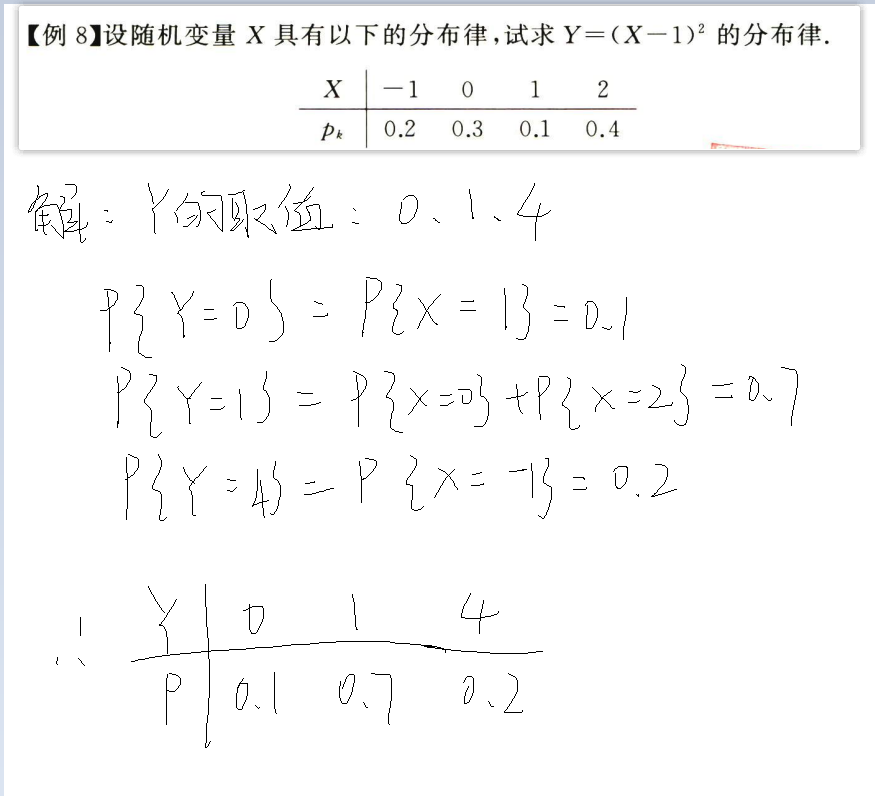 【例 8】设随机变量 X 具有以下的分布律,试求 Y=(X-1)² 的分布律.
X -1 0 1 2
pₖ 0.2 0.3 0.1 0.4
解: Y的取值: 0、1、4
P{Y=0} = P{X=1} = 0.1
P{Y=1} = P{X=0}+P{X=2} = 0.7
P{Y=4} = P{X=-1} = 0.2
∴ Y 0 1 4
P 0.1 0.7 0.2